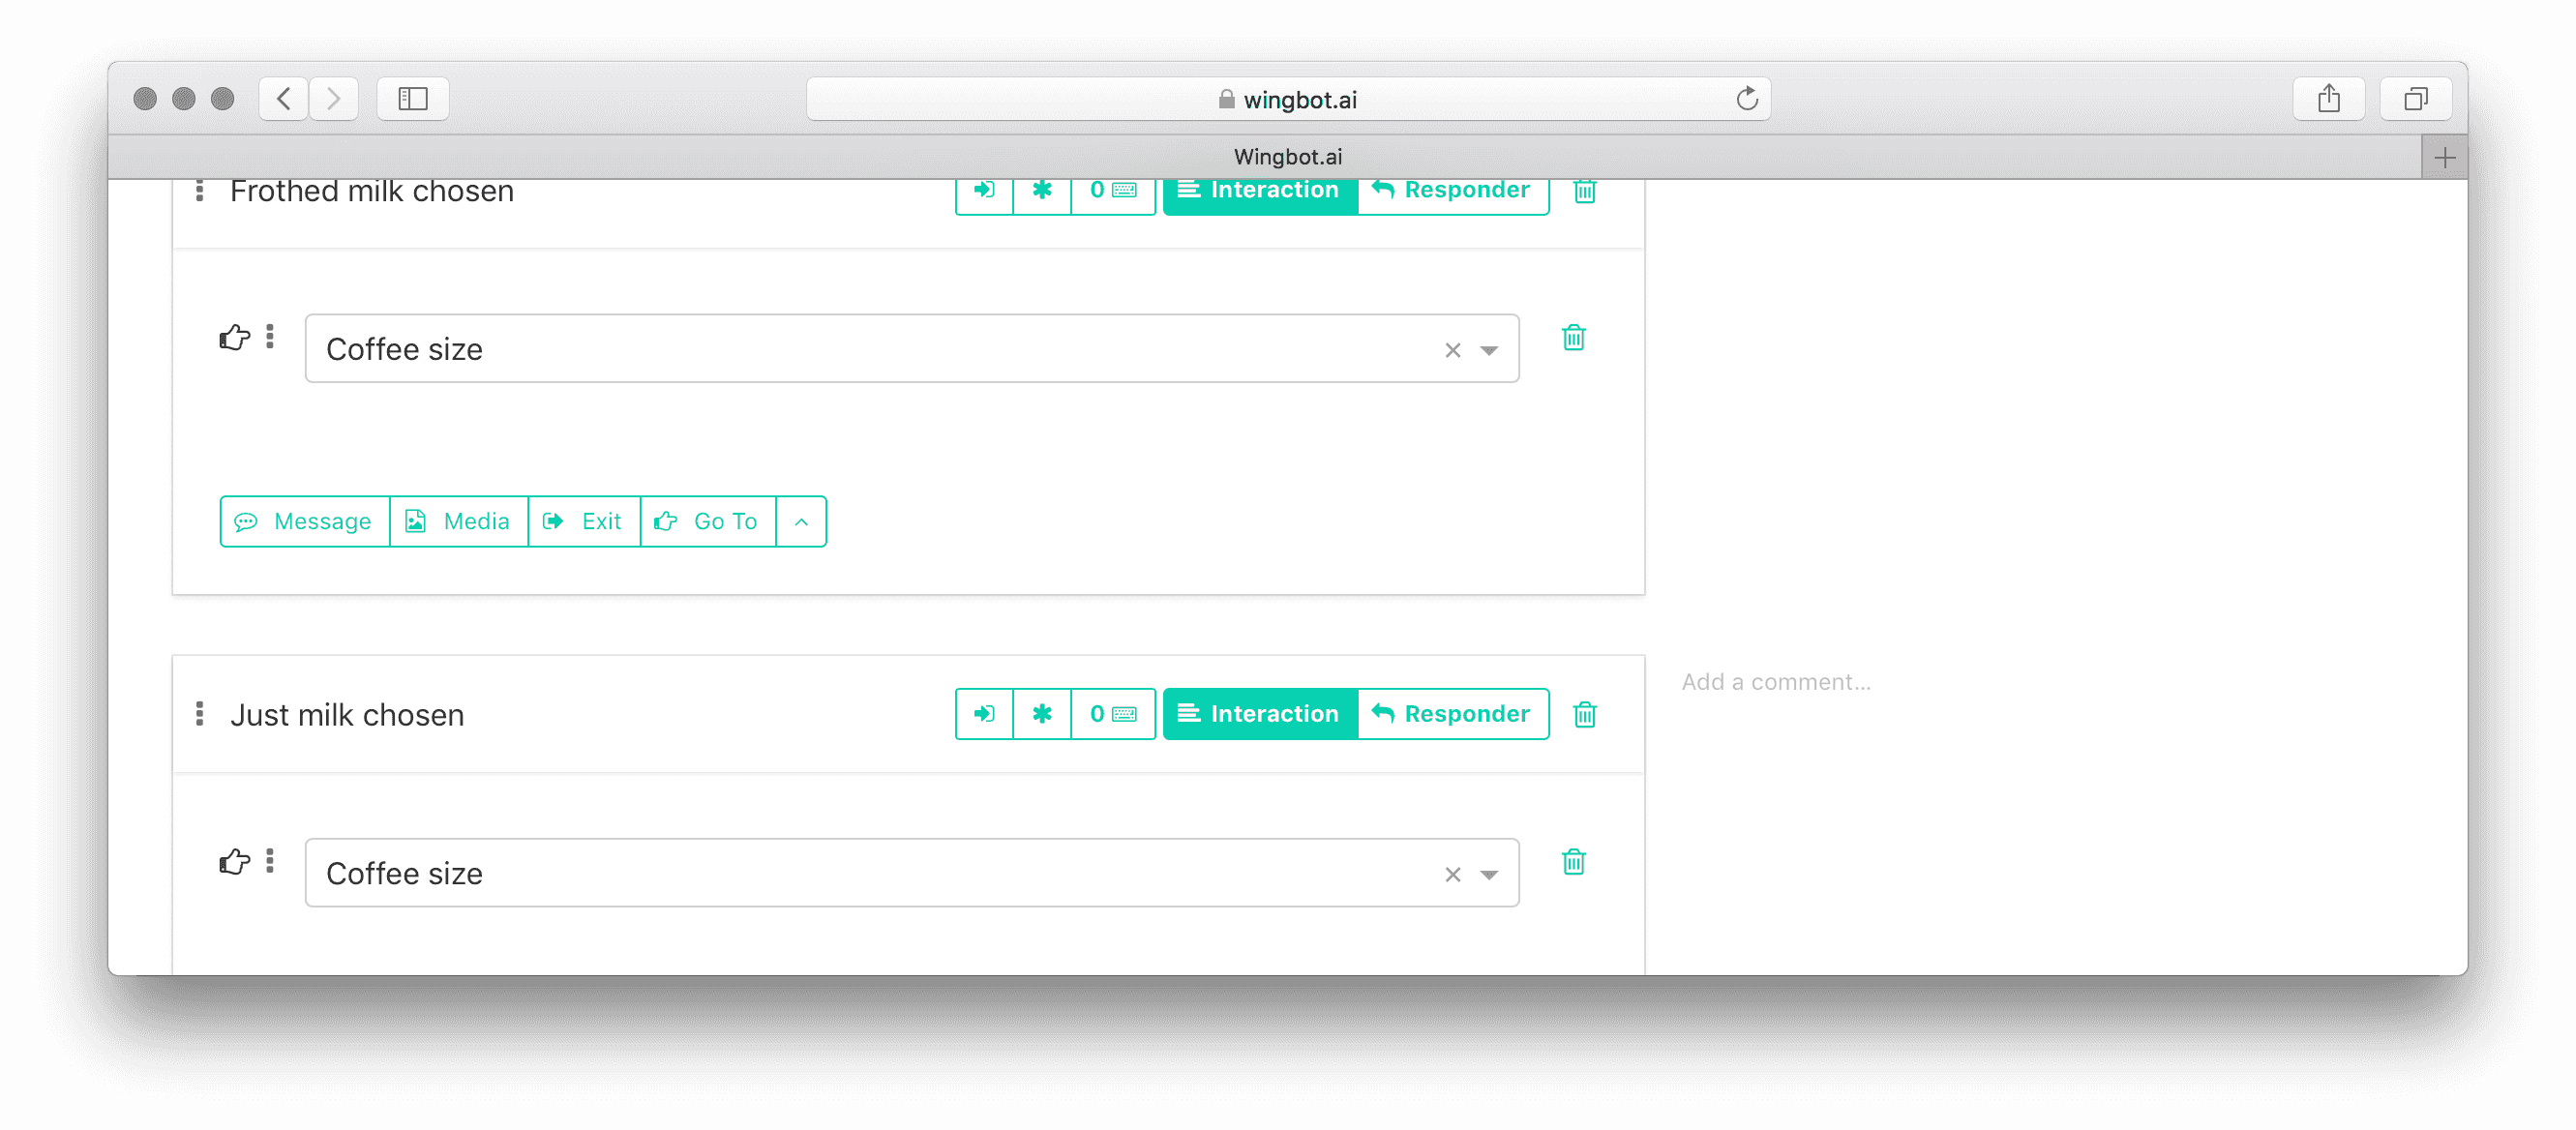 wingbot.ai
Wingbot.ai
Frothed milk chosen 0 Interaction Responder
Coffee size
Message Media Exit Go To
Just milk chosen 0 Interaction Responder
Add a comment...
Coffee size